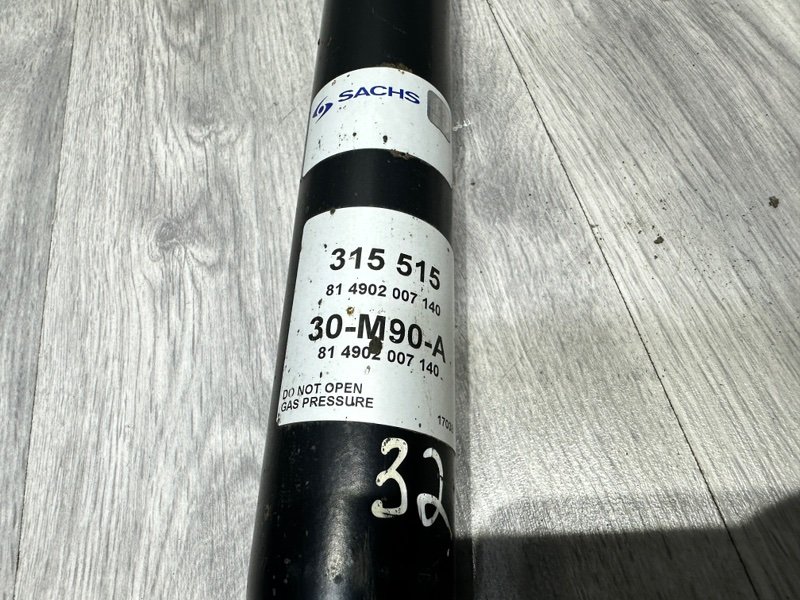 SACHS
315 515
81 4902 007 140
30-M90-A
81 4902 007 140
DO NOT OPEN
GAS PRESSURE
32